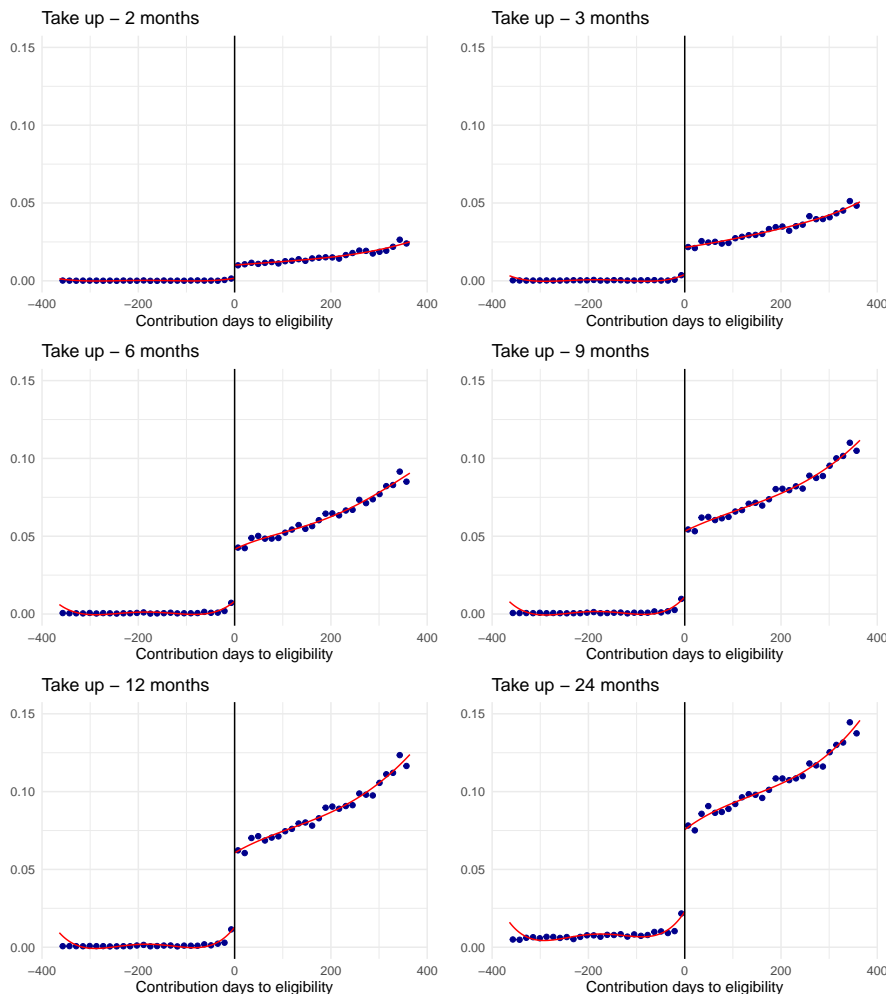 Take up − 2 months
0.15
0.10
0.05
0.00
−400 −200 0 200 400
Contribution days to eligibility
Take up − 3 months
0.15
0.10
0.05
0.00
−400 −200 0 200 400
Contribution days to eligibility
Take up − 6 months
0.15
0.10
0.05
0.00
−400 −200 0 200 400
Contribution days to eligibility
Take up − 9 months
0.15
0.10
0.05
0.00
−400 −200 0 200 400
Contribution days to eligibility
Take up − 12 months
0.15
0.10
0.05
0.00
−400 −200 0 200 400
Contribution days to eligibility
Take up − 24 months
0.15
0.10
0.05
0.00
−400 −200 0 200 400
Contribution days to eligibility